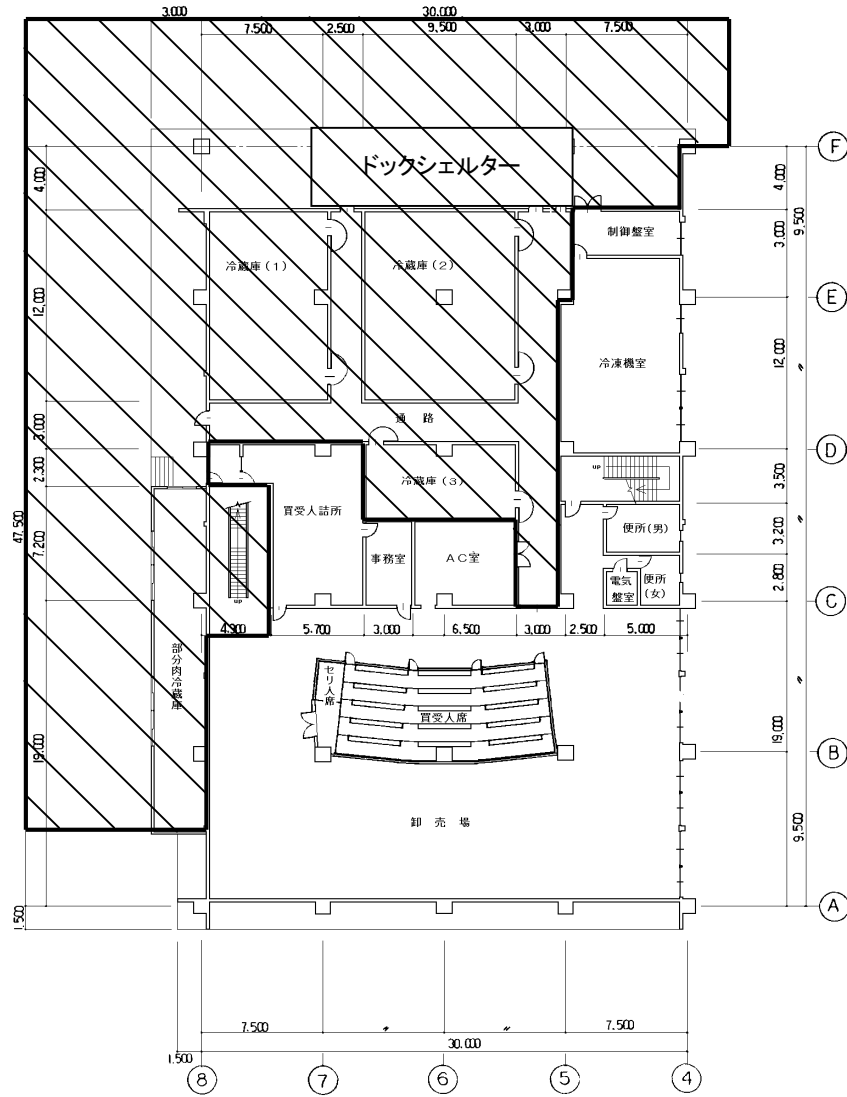 3.000
30.000
7.500
2.500
9.500
3.000
7.500
ドックシェルター
F
4.000
4.000
9.500
制御盤室
3.000
冷蔵庫(1)
冷蔵庫(2)
E
12.000
冷凍機室
12.000
〃
通路
3.000
D
2.300
冷蔵庫(3)
UP
3.500
買受人詰所
47.500
便所(男)
3.200
〃
7.200
事務室
AC室
電気盤室
便所(女)
2.800
UP
C
4.300
5.700
3.000
6.500
3.000
2.500
5.000
部分肉冷蔵庫
セリ人席
買受人席
〃
19.000
19.000
B
卸売場
9.500
A
1.500
7.500
〃
〃
7.500
30.000
1.500
8
7
6
5
4